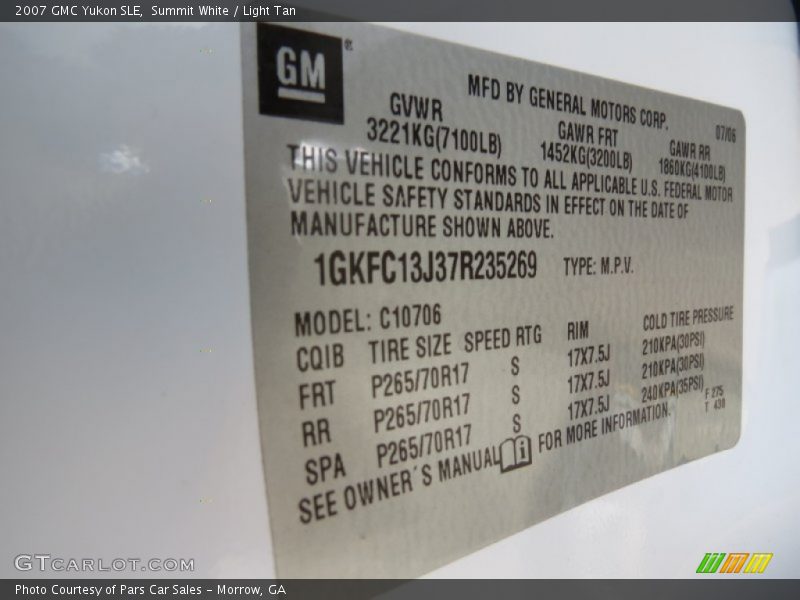 2007 GMC Yukon SLE, Summit White / Light Tan
GM®
MFD BY GENERAL MOTORS CORP. 07/06
GVWR GAWR FRT GAWR RR
3221KG(7100LB) 1452KG(3200LB) 1860KG(4100LB)
THIS VEHICLE CONFORMS TO ALL APPLICABLE U.S. FEDERAL MOTOR
VEHICLE SAFETY STANDARDS IN EFFECT ON THE DATE OF
MANUFACTURE SHOWN ABOVE.
1GKFC13J37R235269 TYPE: M.P.V.
MODEL: C10706
CQIB TIRE SIZE SPEED RTG RIM COLD TIRE PRESSURE
FRT P265/70R17 S 17X7.5J 210KPA(30PSI)
RR P265/70R17 S 17X7.5J 210KPA(30PSI)
SPA P265/70R17 S 17X7.5J 240KPA(35PSI)
F 275
T 430
SEE OWNER'S MANUAL i FOR MORE INFORMATION.
GTCARLOT.COM
Photo Courtesy of Pars Car Sales - Morrow, GA